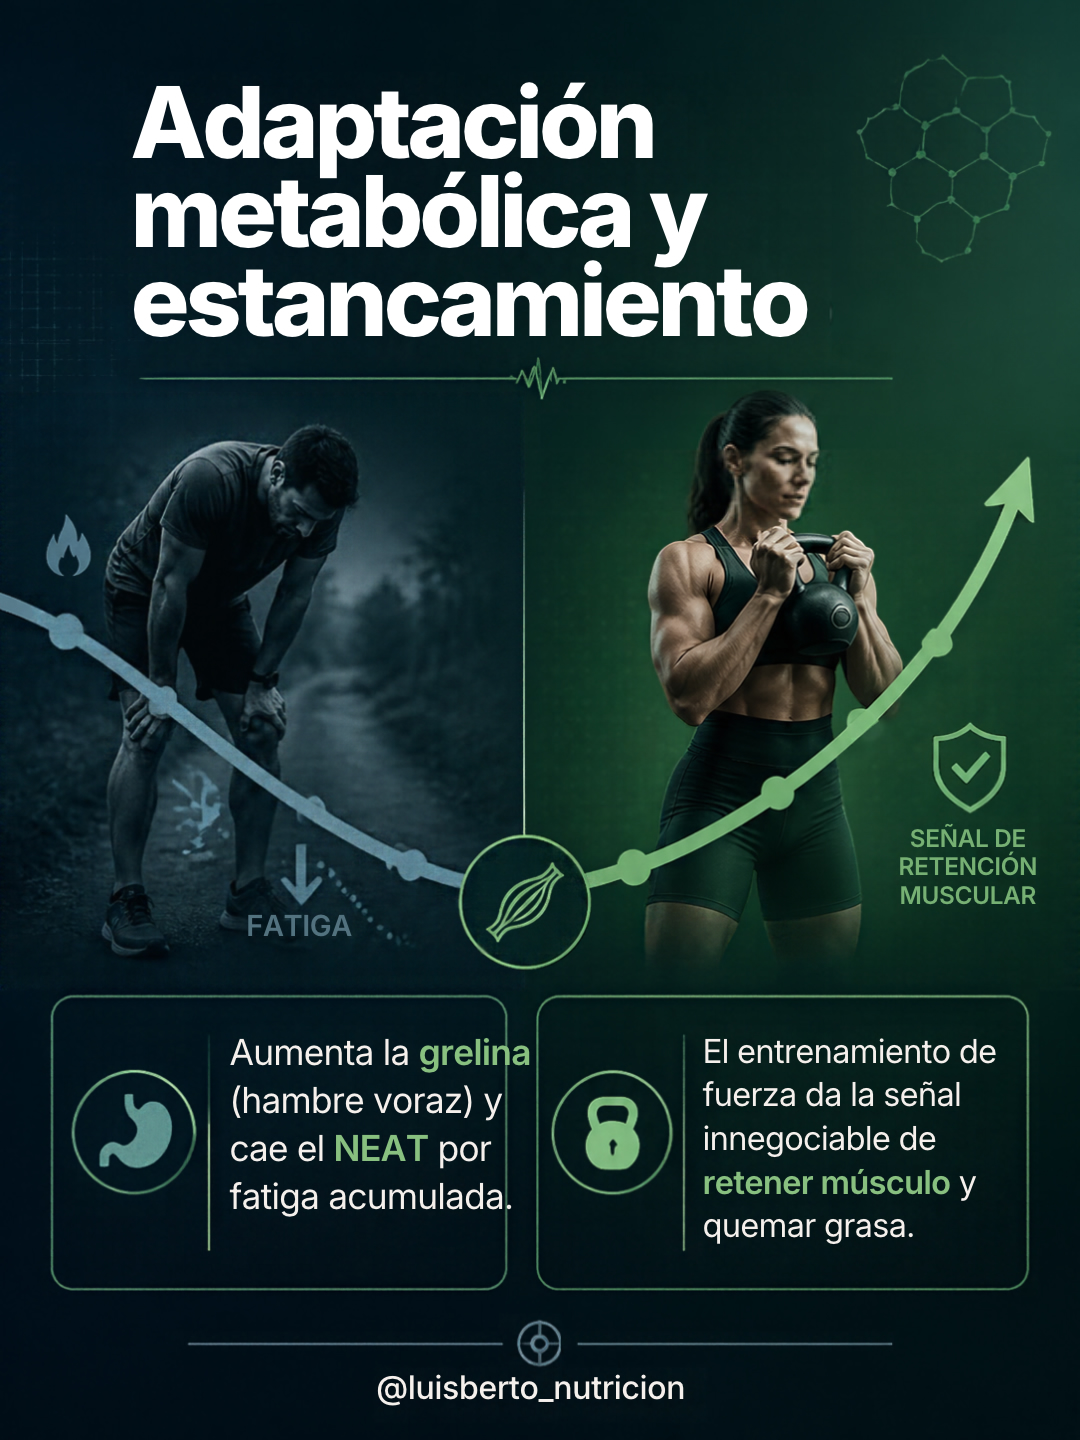 Adaptación
metabólica y
estancamiento
FATIGA
SEÑAL DE
RETENCIÓN
MUSCULAR
Aumenta la grelina
(hambre voraz) y
cae el NEAT por
fatiga acumulada.
El entrenamiento de
fuerza da la señal
innegociable de
retener músculo y
quemar grasa.
@luisberto_nutricion